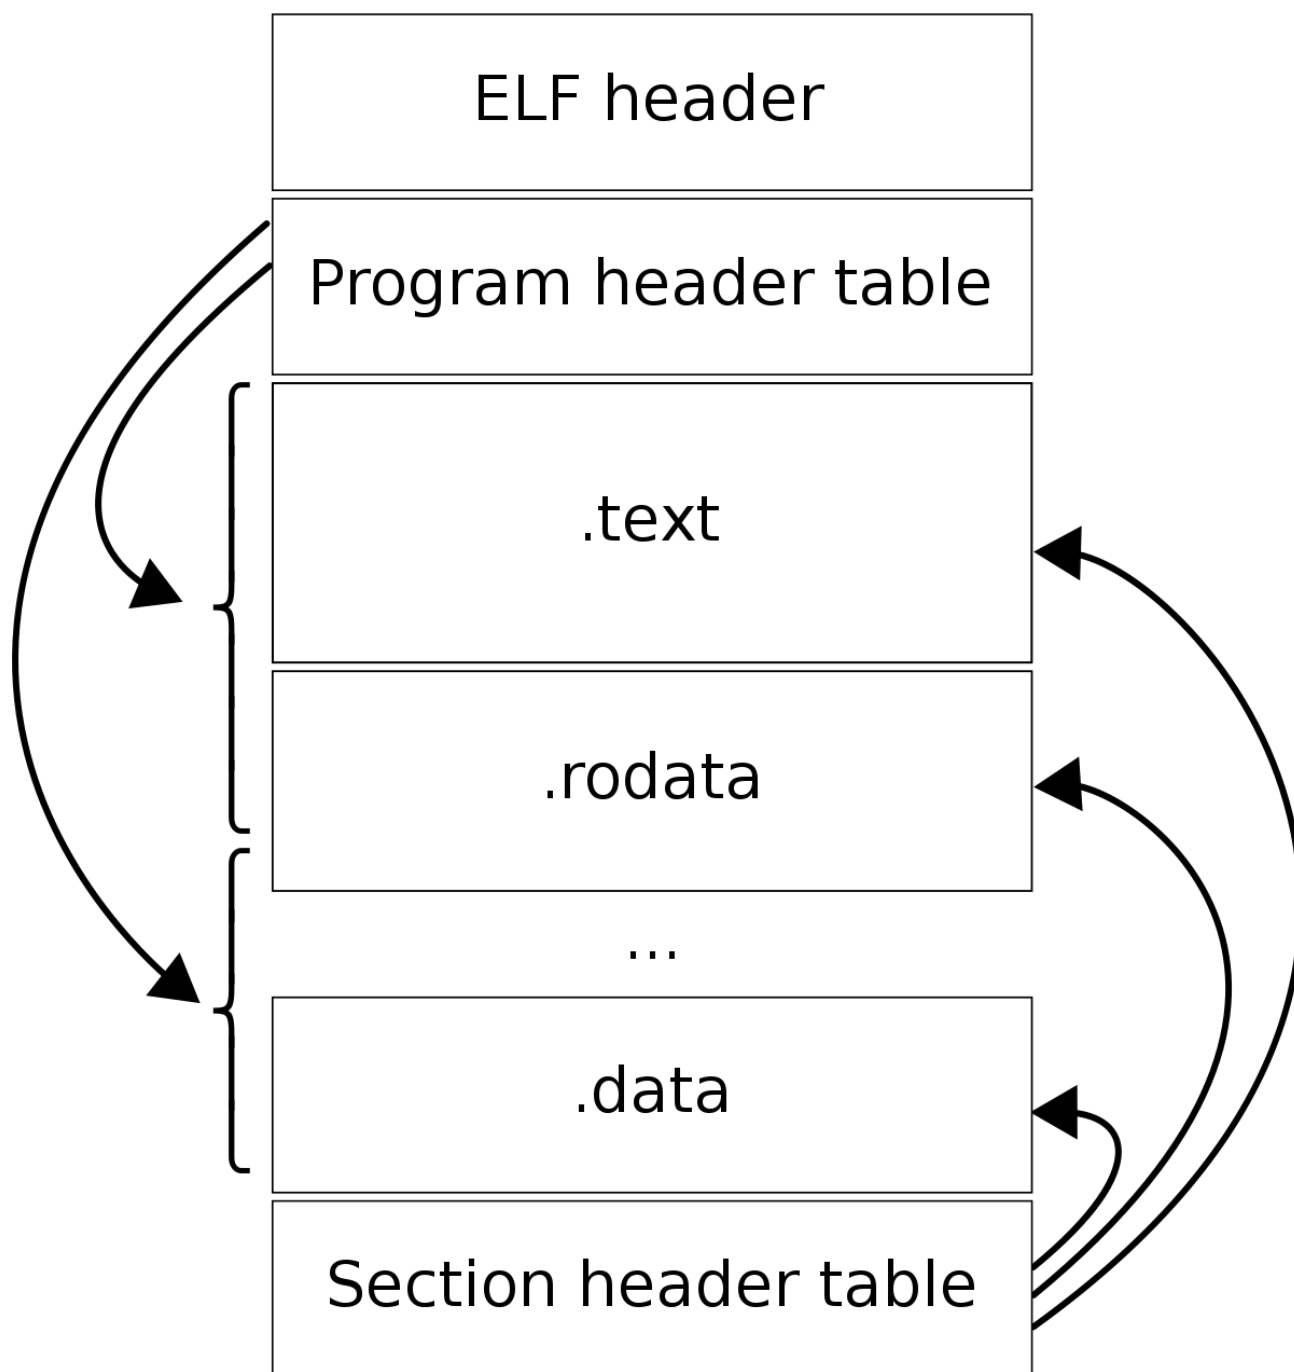 ELF header
Program header table
.text
.rodata
...
.data
Section header table